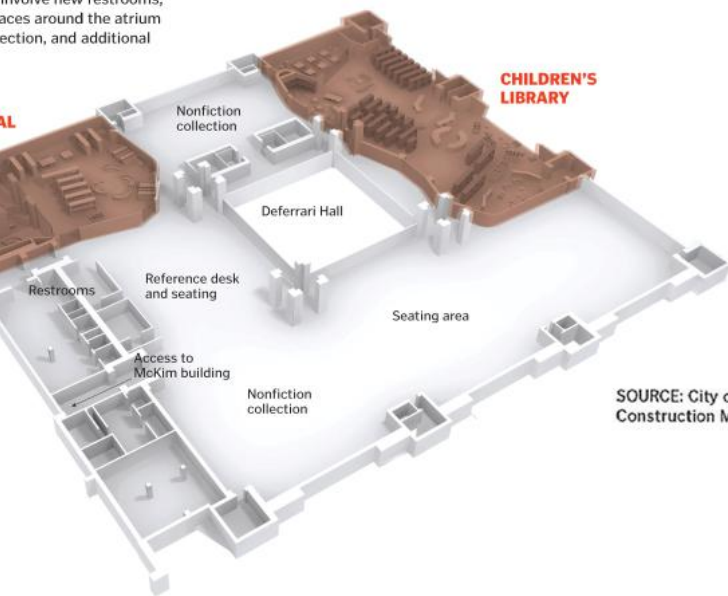 involve new restrooms,
aces around the atrium
ection, and additional
CHILDREN'S
LIBRARY
AL
Nonfiction
collection
Deferrari Hall
Restrooms
Reference desk
and seating
Seating area
Access to
McKim building
Nonfiction
collection
SOURCE: City o
Construction M